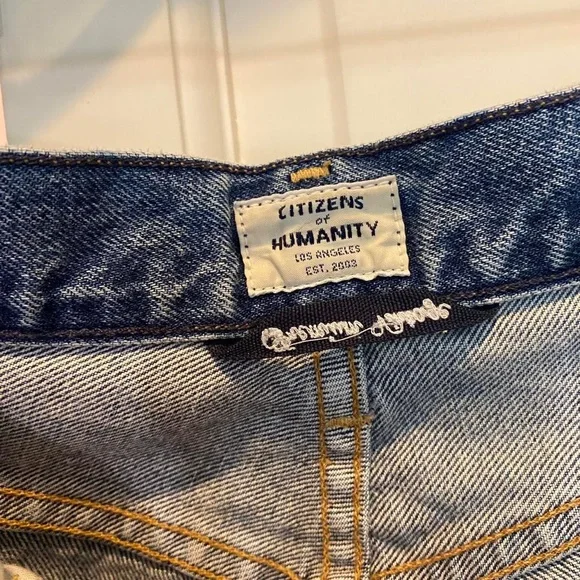 CITIZENS
of
HUMANITY
LOS ANGELES
EST. 2003